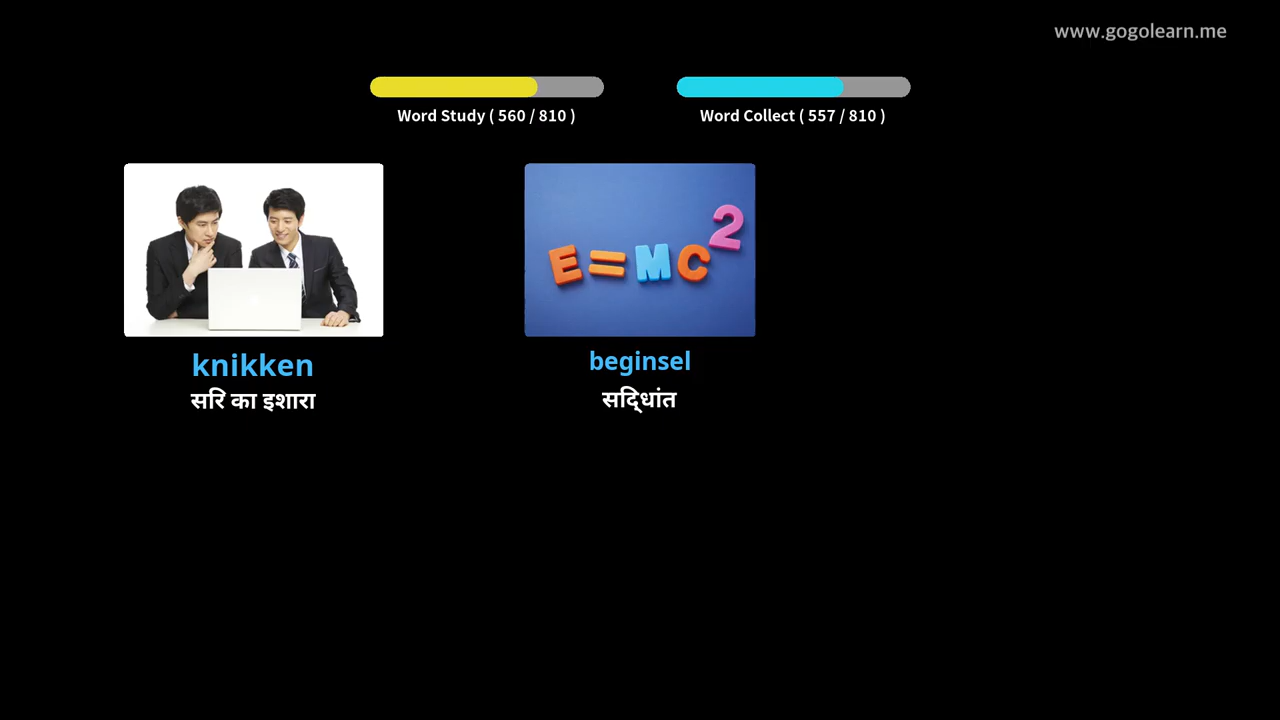 www.gogolearn.me
Word Study ( 560 / 810 )
Word Collect ( 557 / 810 )
E=MC2
knikken
सरि का इशारा
beginsel
सद्धिांत